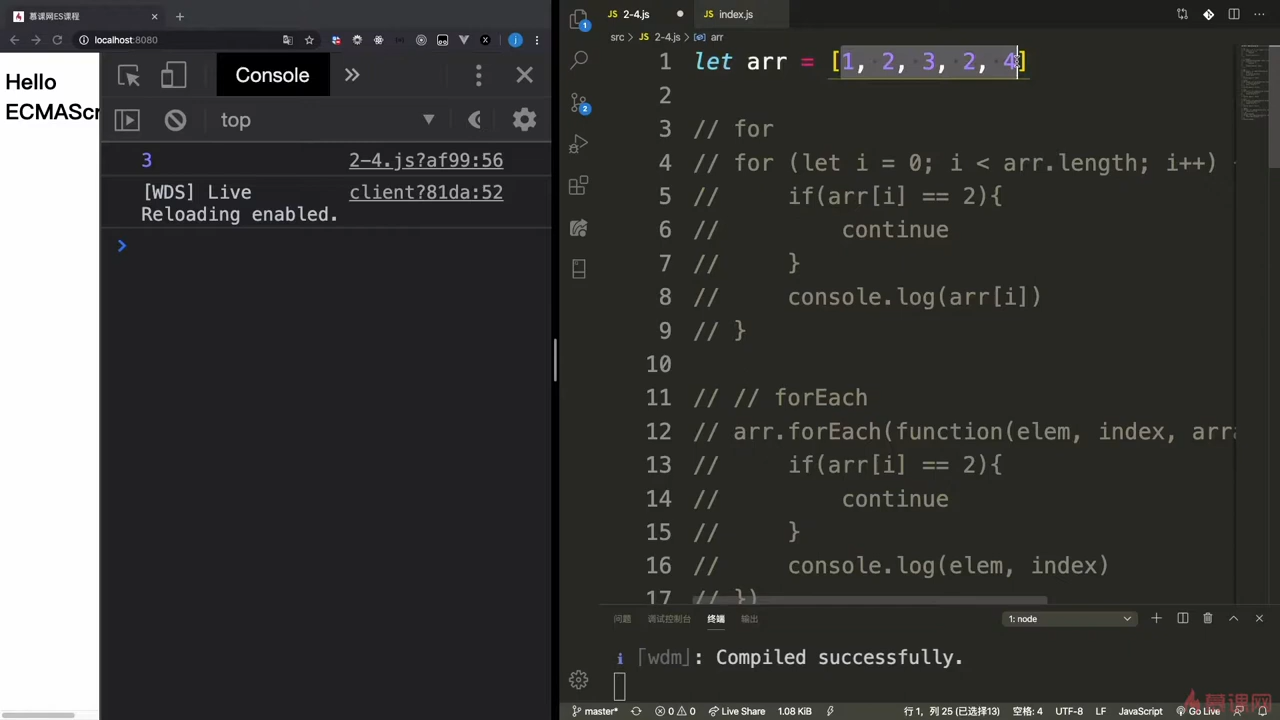 慕课网ES课程
localhost:8080
Hello
ECMAScr
Console
top
3 2-4.js?af99:56
[WDS] Live client?81da:52
Reloading enabled.
2-4.js
index.js
src > 2-4.js > arr
1 let arr = [1, 2, 3, 2, 4]
2
3 // for
4 // for (let i = 0; i < arr.length; i++)
5 //     if(arr[i] == 2){
6 //         continue
7 //     }
8 //     console.log(arr[i])
9 // }
10
11 // // forEach
12 // arr.forEach(function(elem, index, arra
13 //     if(arr[i] == 2){
14 //         continue
15 //     }
16 //     console.log(elem, index)
17 // })
问题 调试控制台 终端 输出
1: node
i ｢wdm｣: Compiled successfully.
master* 0 0 Live Share 1.08 KiB 行 1, 列 25 (已选择13) 空格: 4 UTF-8 LF JavaScript Go Live
慕课网